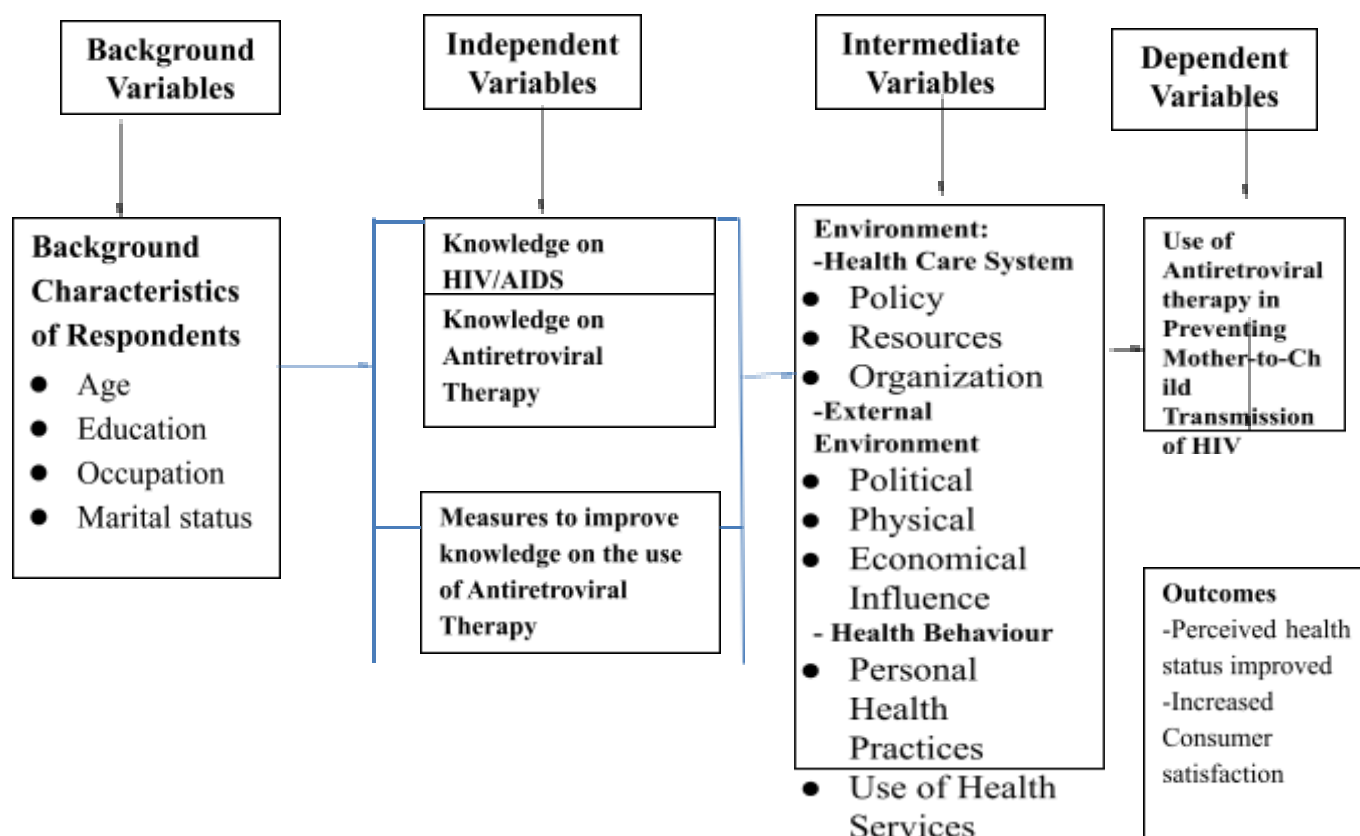 Background
Variables
Independent
Variables
Intermediate
Variables
Dependent
Variables
Background
Characteristics
of Respondents
● Age
● Education
● Occupation
● Marital status
Knowledge on
HIV/AIDS
Knowledge on
Antiretroviral
Therapy
Measures to improve
knowledge on the use
of Antiretroviral
Therapy
Environment:
-Health Care System
● Policy
● Resources
● Organization
-External
Environment
● Political
● Physical
● Economical
Influence
- Health Behaviour
● Personal
Health
Practices
● Use of Health
Services
Use of
Antiretroviral
therapy in
Preventing
Mother-to-Ch
ild
Transmission
of HIV
Outcomes
-Perceived health
status improved
-Increased
Consumer
satisfaction